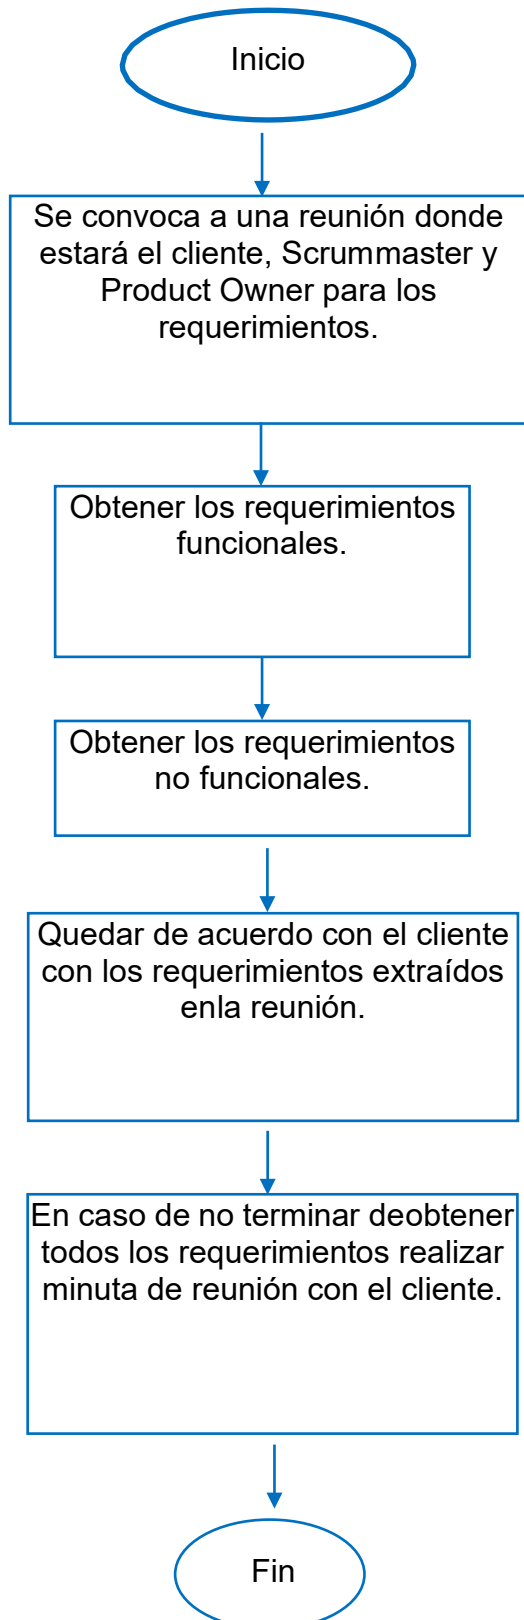 Inicio
Se convoca a una reunión donde
estará el cliente, Scrummaster y
Product Owner para los
requerimientos.
Obtener los requerimientos
funcionales.
Obtener los requerimientos
no funcionales.
Quedar de acuerdo con el cliente
con los requerimientos extraídos
enla reunión.
En caso de no terminar deobtener
todos los requerimientos realizar
minuta de reunión con el cliente.
Fin